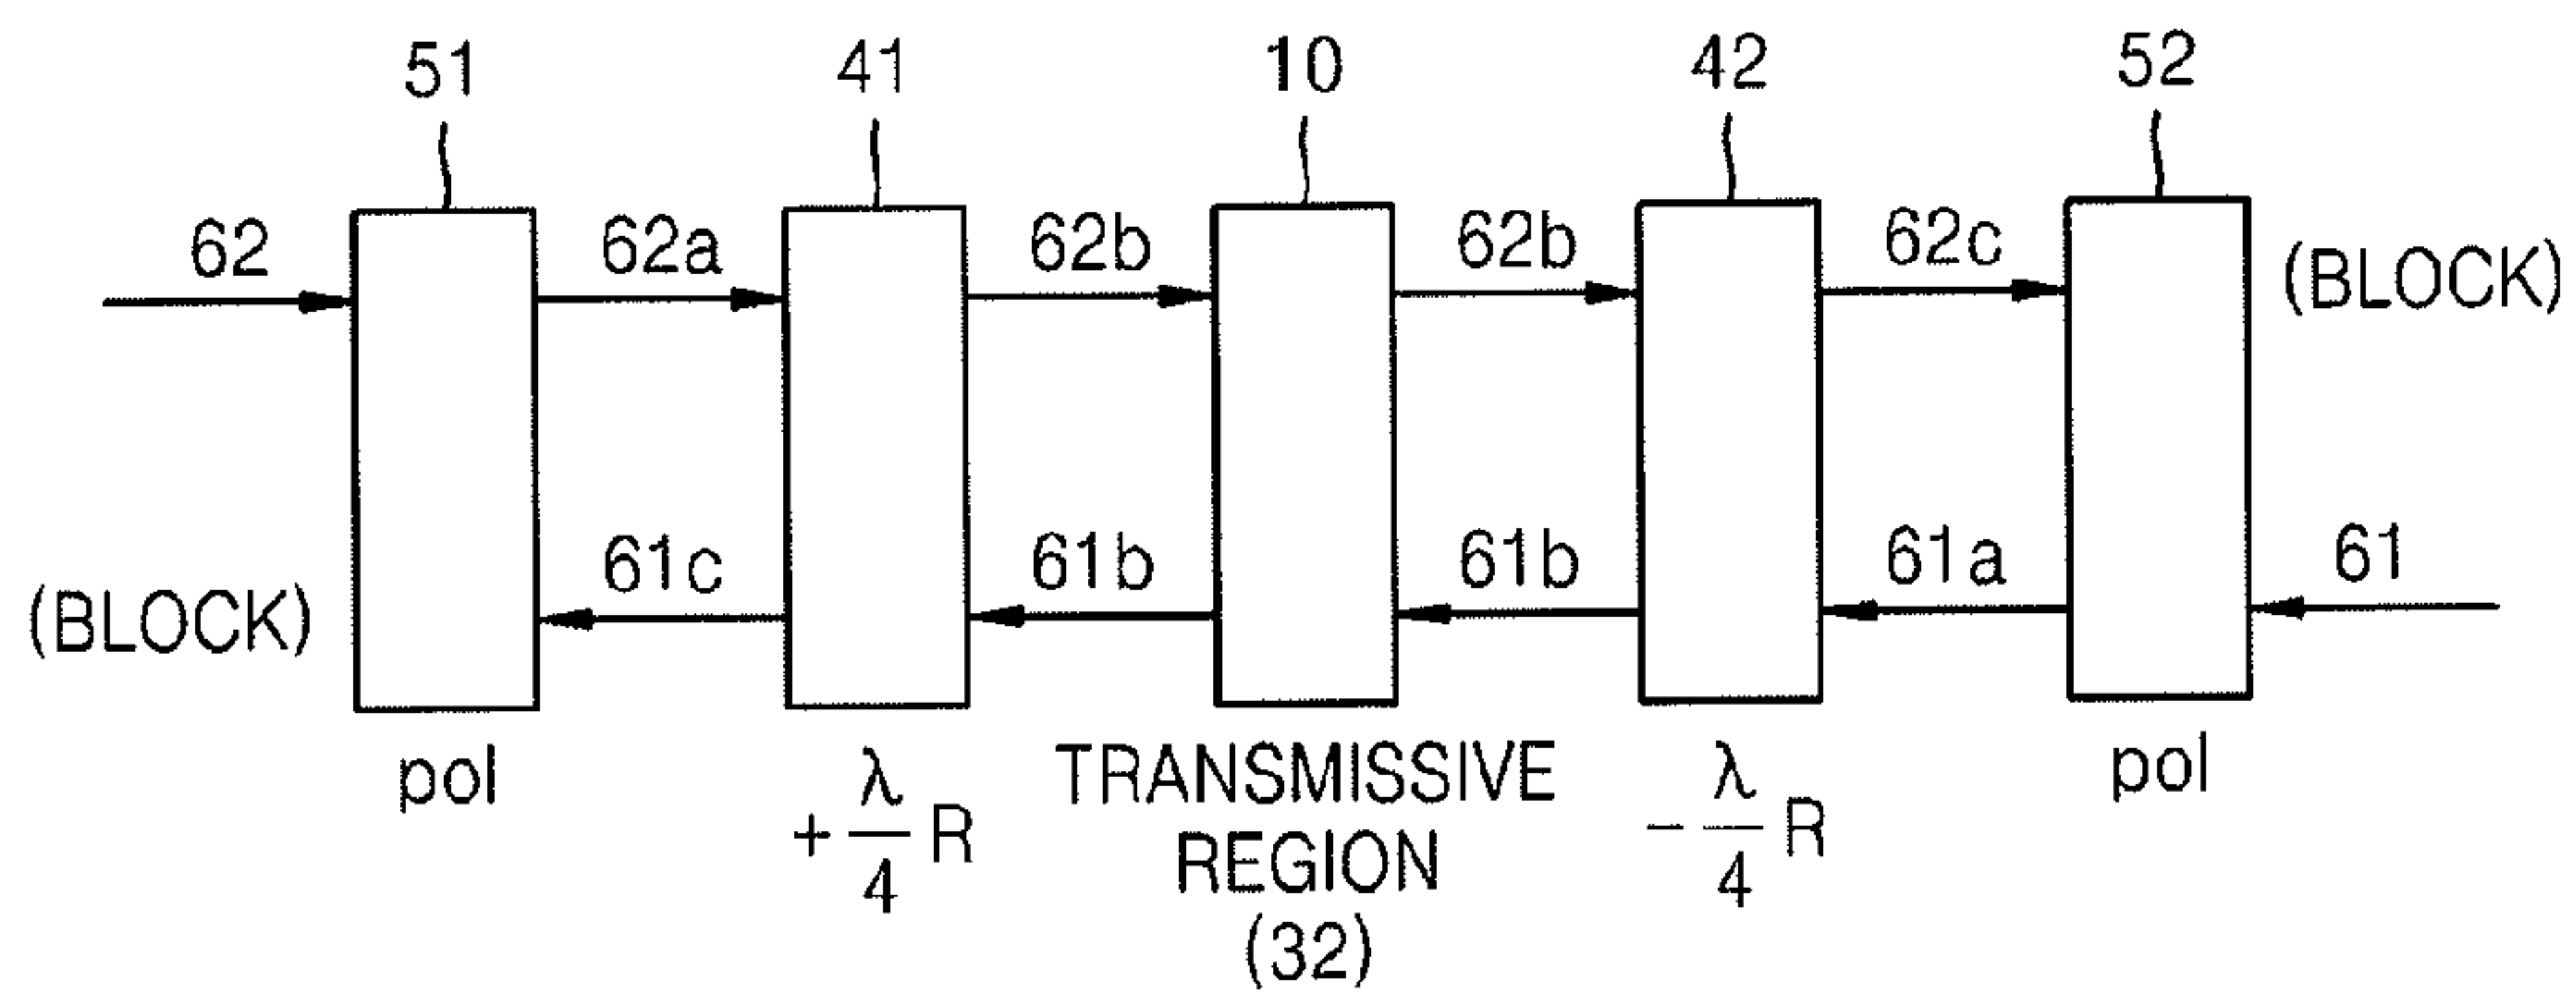 51 41 10 42 52
62 62a 62b 62b 62c (BLOCK)
(BLOCK) 61c 61b 61b 61a 61
pol + λ/4 R TRANSMISSIVE - λ/4 R pol
REGION
(32)